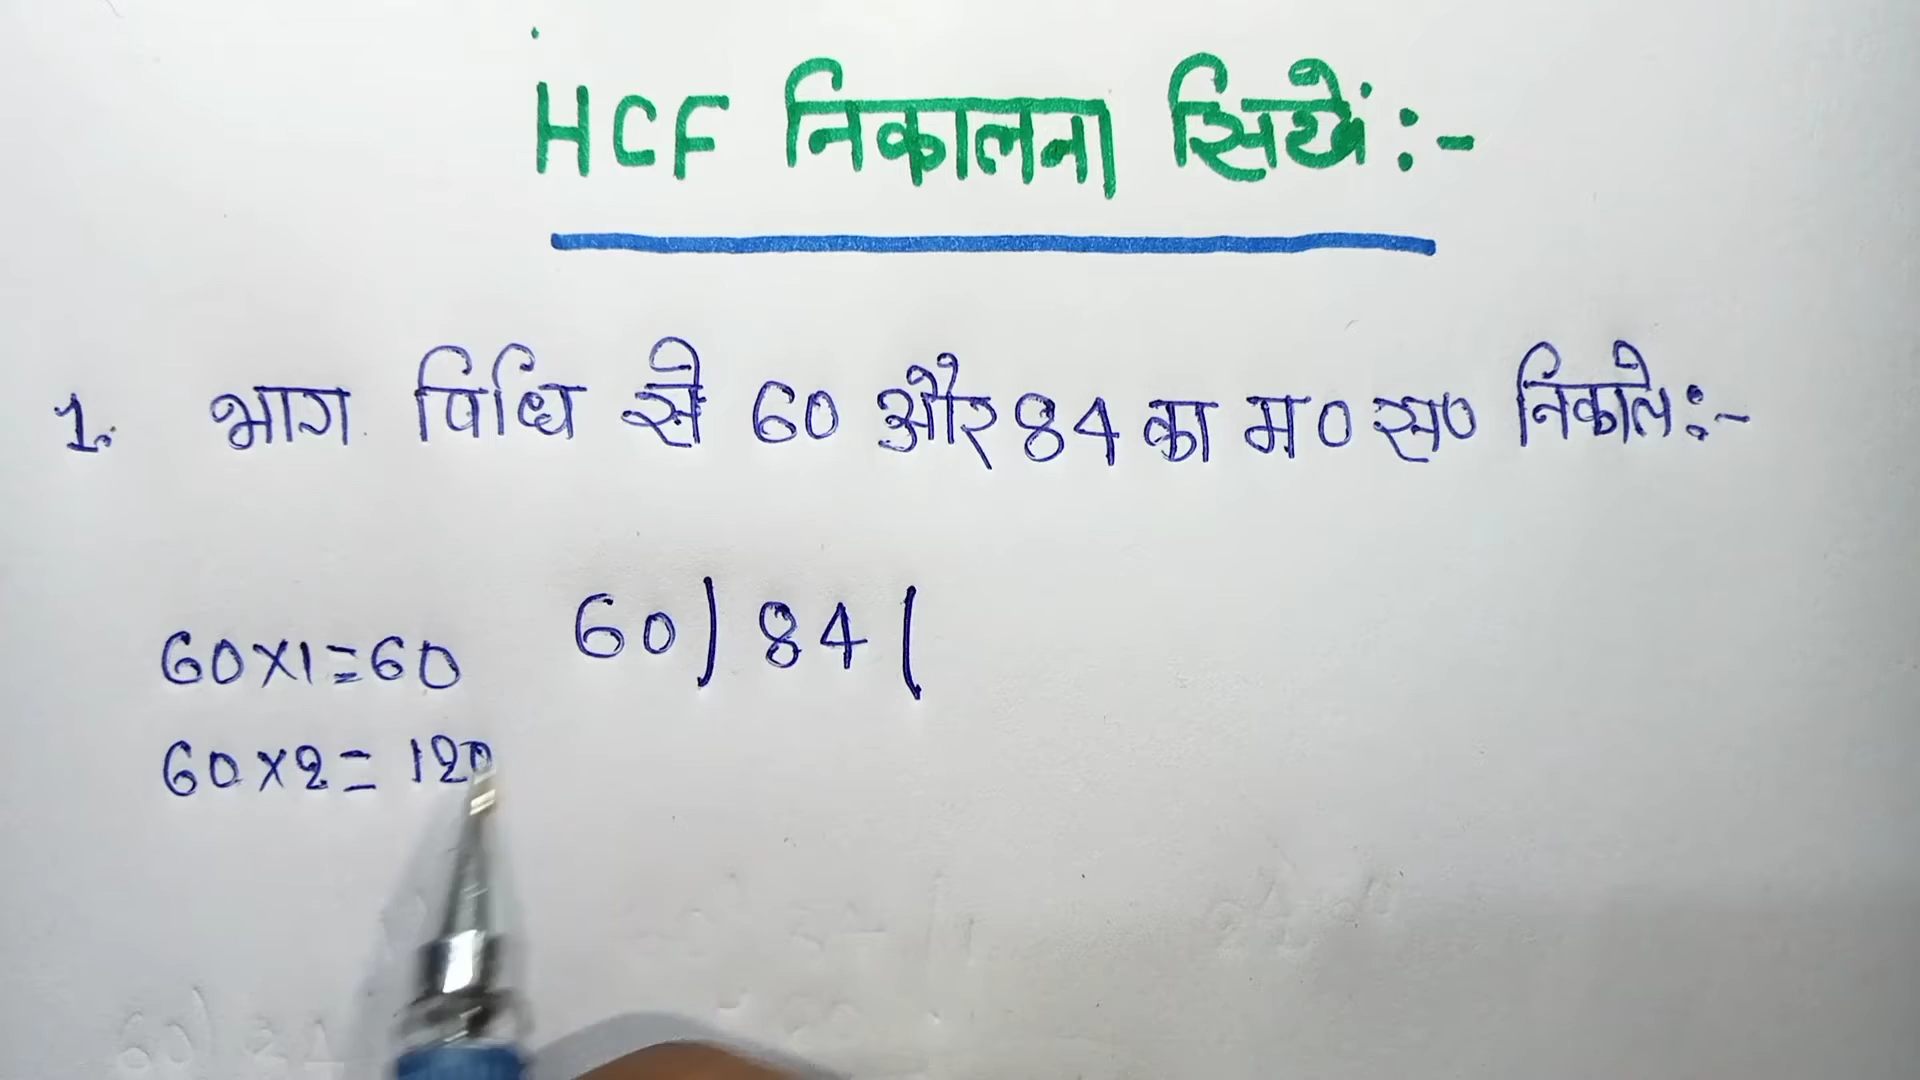 HCF निकालना सिखें:-
1. भाग विधि से 60 और 84 का म० स० निकाले:-
60) 84 (
60×1=60
60×2= 120